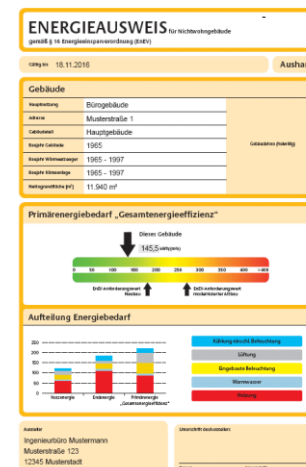 ENERGIEAUSWEIS für Nichtwohngebäude
gemäß § 16 Energieeinsparverordnung (EnEV)
Gültig bis 18.11.2016
Aushan
Gebäude
Hauptnutzung Bürogebäude
Adresse Musterstraße 1
Gebäudeteil Hauptgebäude
Baujahr Gebäude 1965
Baujahr Wärmeerzeuger 1965 - 1997
Baujahr Klimaanlage 1965 - 1997
Nettogrundfläche [m²] 11.940 m²
Gebäudefoto (freiwillig)
Primärenergiebedarf „Gesamtenergieeffizienz“
Dieses Gebäude
145,5 kWh/(m²a)
0 50 100 150 200 250 300 350 400 >400
EnEV-Anforderungswert
Neubau
EnEV-Anforderungswert
modernisierter Altbau
Aufteilung Energiebedarf
250
200
150
100
50
0
Nutzenergie Endenergie Primärenergie
„Gesamtenergieeffizienz“
Kühlung einschl. Befeuchtung
Lüftung
Eingebaute Beleuchtung
Warmwasser
Heizung
Aussteller
Ingenieurbüro Mustermann
Musterstraße 123
12345 Musterstadt
Unterschrift des Ausstellers